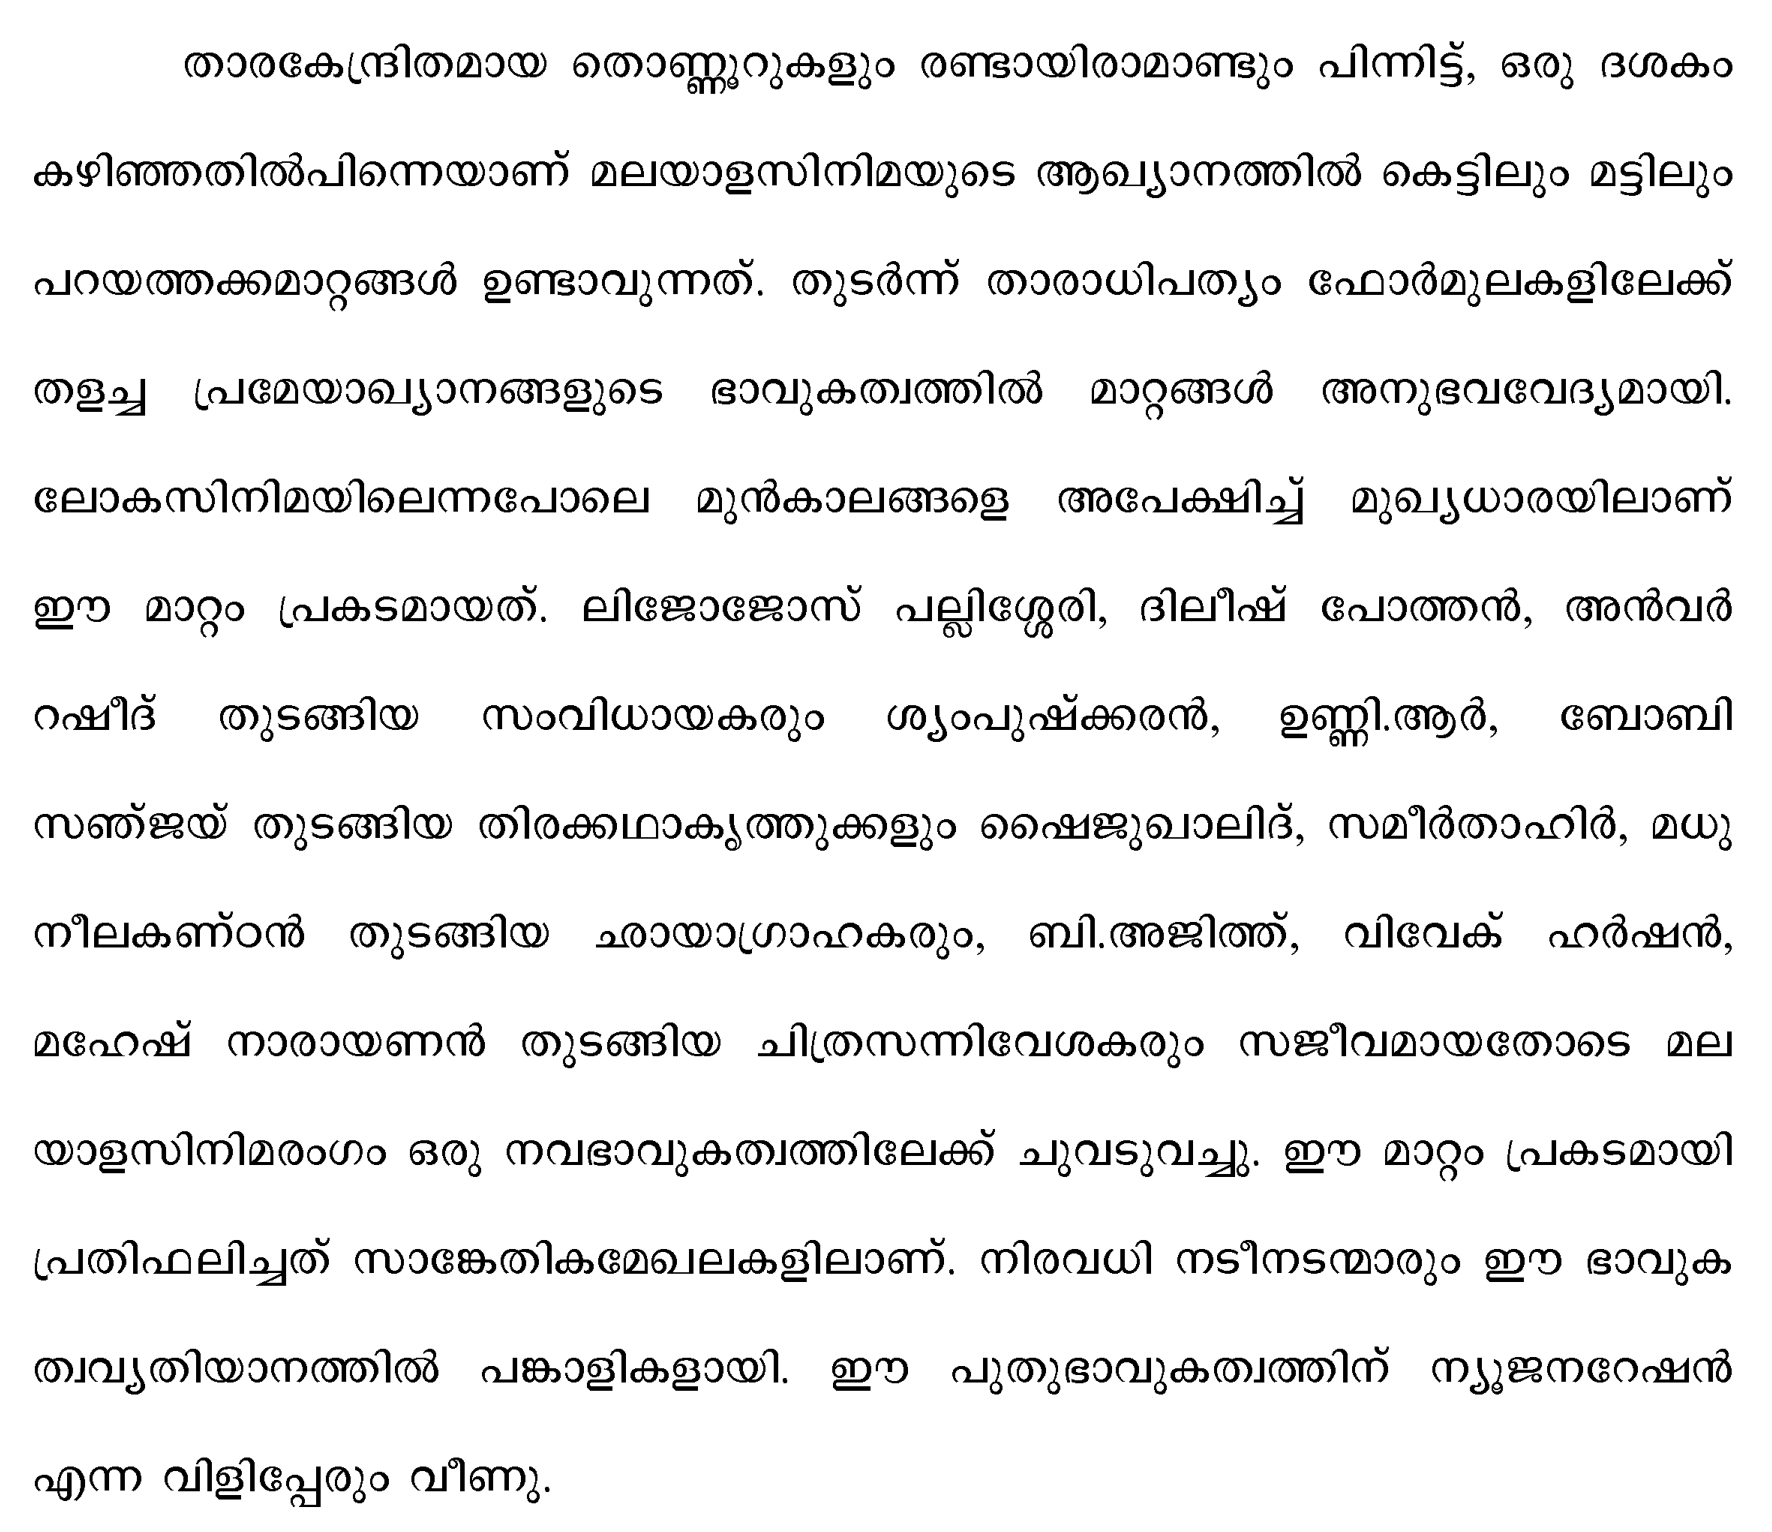 താരകേന്ദ്രിതമായ തൊണ്ണൂറുകളും രണ്ടായിരാമാണ്ടും പിന്നിട്ട്, ഒരു ദശകം
കഴിഞ്ഞതിൽപിന്നെയാണ് മലയാളസിനിമയുടെ ആഖ്യാനത്തിൽ കെട്ടിലും മട്ടിലും
പറയത്തക്കമാറ്റങ്ങൾ ഉണ്ടാവുന്നത്. തുടർന്ന് താരാധിപത്യം ഫോർമുലകളിലേക്ക്
തളച്ച പ്രമേയാഖ്യാനങ്ങളുടെ ഭാവുകത്വത്തിൽ മാറ്റങ്ങൾ അനുഭവവേദ്യമായി.
ലോകസിനിമയിലെന്നപോലെ മുൻകാലങ്ങളെ അപേക്ഷിച്ച് മുഖ്യധാരയിലാണ്
ഈ മാറ്റം പ്രകടമായത്. ലിജോജോസ് പല്ലിശ്ശേരി, ദിലീഷ് പോത്തൻ, അൻവർ
റഷീദ് തുടങ്ങിയ സംവിധായകരും ശ്യംപുഷ്ക്കരൻ, ഉണ്ണി.ആർ, ബോബി
സഞ്ജയ് തുടങ്ങിയ തിരക്കഥാകൃത്തുക്കളും ഷൈജുഖാലിദ്, സമീർതാഹിർ, മധു
നീലകണ്ഠൻ തുടങ്ങിയ ഛായാഗ്രാഹകരും, ബി.അജിത്ത്, വിവേക് ഹർഷൻ,
മഹേഷ് നാരായണൻ തുടങ്ങിയ ചിത്രസന്നിവേശകരും സജീവമായതോടെ മല
യാളസിനിമരംഗം ഒരു നവഭാവുകത്വത്തിലേക്ക് ചുവടുവച്ചു. ഈ മാറ്റം പ്രകടമായി
പ്രതിഫലിച്ചത് സാങ്കേതികമേഖലകളിലാണ്. നിരവധി നടീനടന്മാരും ഈ ഭാവുക
ത്വവ്യതിയാനത്തിൽ പങ്കാളികളായി. ഈ പുതുഭാവുകത്വത്തിന് ന്യൂജനറേഷൻ
എന്ന വിളിപ്പേരും വീണു.